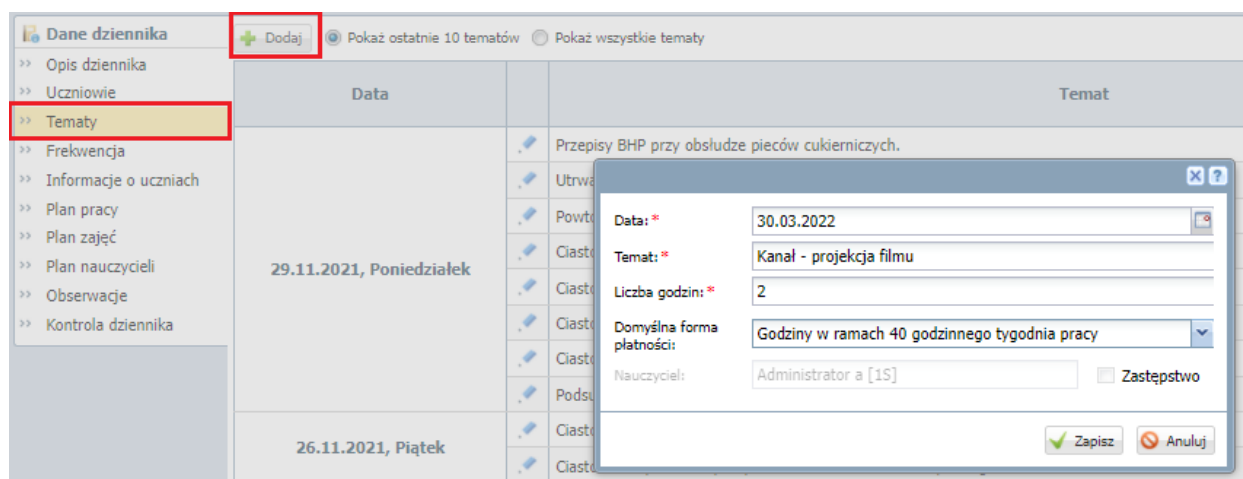 Dane dziennika
Opis dziennika
Uczniowie
Tematy
Frekwencja
Informacje o uczniach
Plan pracy
Plan zajęć
Plan nauczycieli
Obserwacje
Kontrola dziennika
Dodaj Pokaż ostatnie 10 tematów Pokaż wszystkie tematy
Data Temat
29.11.2021, Poniedziałek
Przepisy BHP przy obsłudze pieców cukierniczych.
26.11.2021, Piątek
Data: * 30.03.2022
Temat: * Kanał - projekcja filmu
Liczba godzin: * 2
Domyślna forma
płatności:
Godziny w ramach 40 godzinnego tygodnia pracy
Nauczyciel: Administrator a [1S] Zastępstwo
Zapisz Anuluj